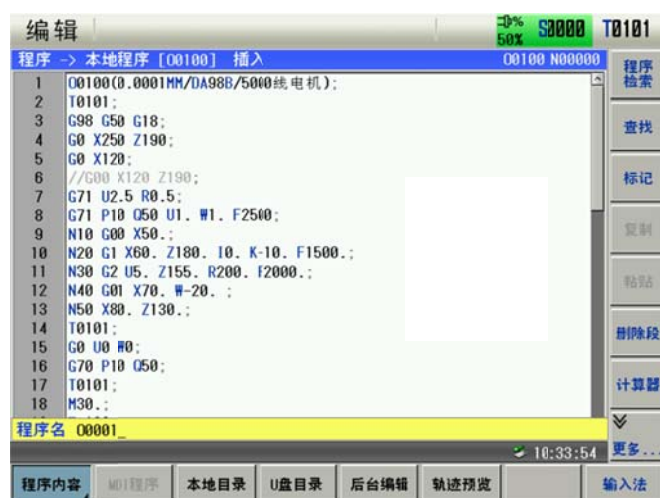 编辑
50% S0000 T0101
程序 -> 本地程序 [O0100] 插入 O0100 N00000
1 O0100(0.0001MM/DA98B/5000线电机);
2 T0101;
3 G98 G50 G18;
4 G0 X250 Z190;
5 G0 X120;
6 //G00 X120 Z190;
7 G71 U2.5 R0.5;
8 G71 P10 Q50 U1. W1. F2500;
9 N10 G00 X50.;
10 N20 G1 X60. Z180. I0. K-10. F1500.;
11 N30 G2 U5. Z155. R200. F2000.;
12 N40 G01 X70. W-20. ;
13 N50 X80. Z130.;
14 T0101;
15 G0 U0 W0;
16 G70 P10 Q50;
17 T0101;
18 M30.;
程序名 O0001_
10:33:54
程序检索
查找
标记
复制
粘贴
删除段
计算器
更多...
程序内容 MDI程序 本地目录 U盘目录 后台编辑 轨迹预览 输入法